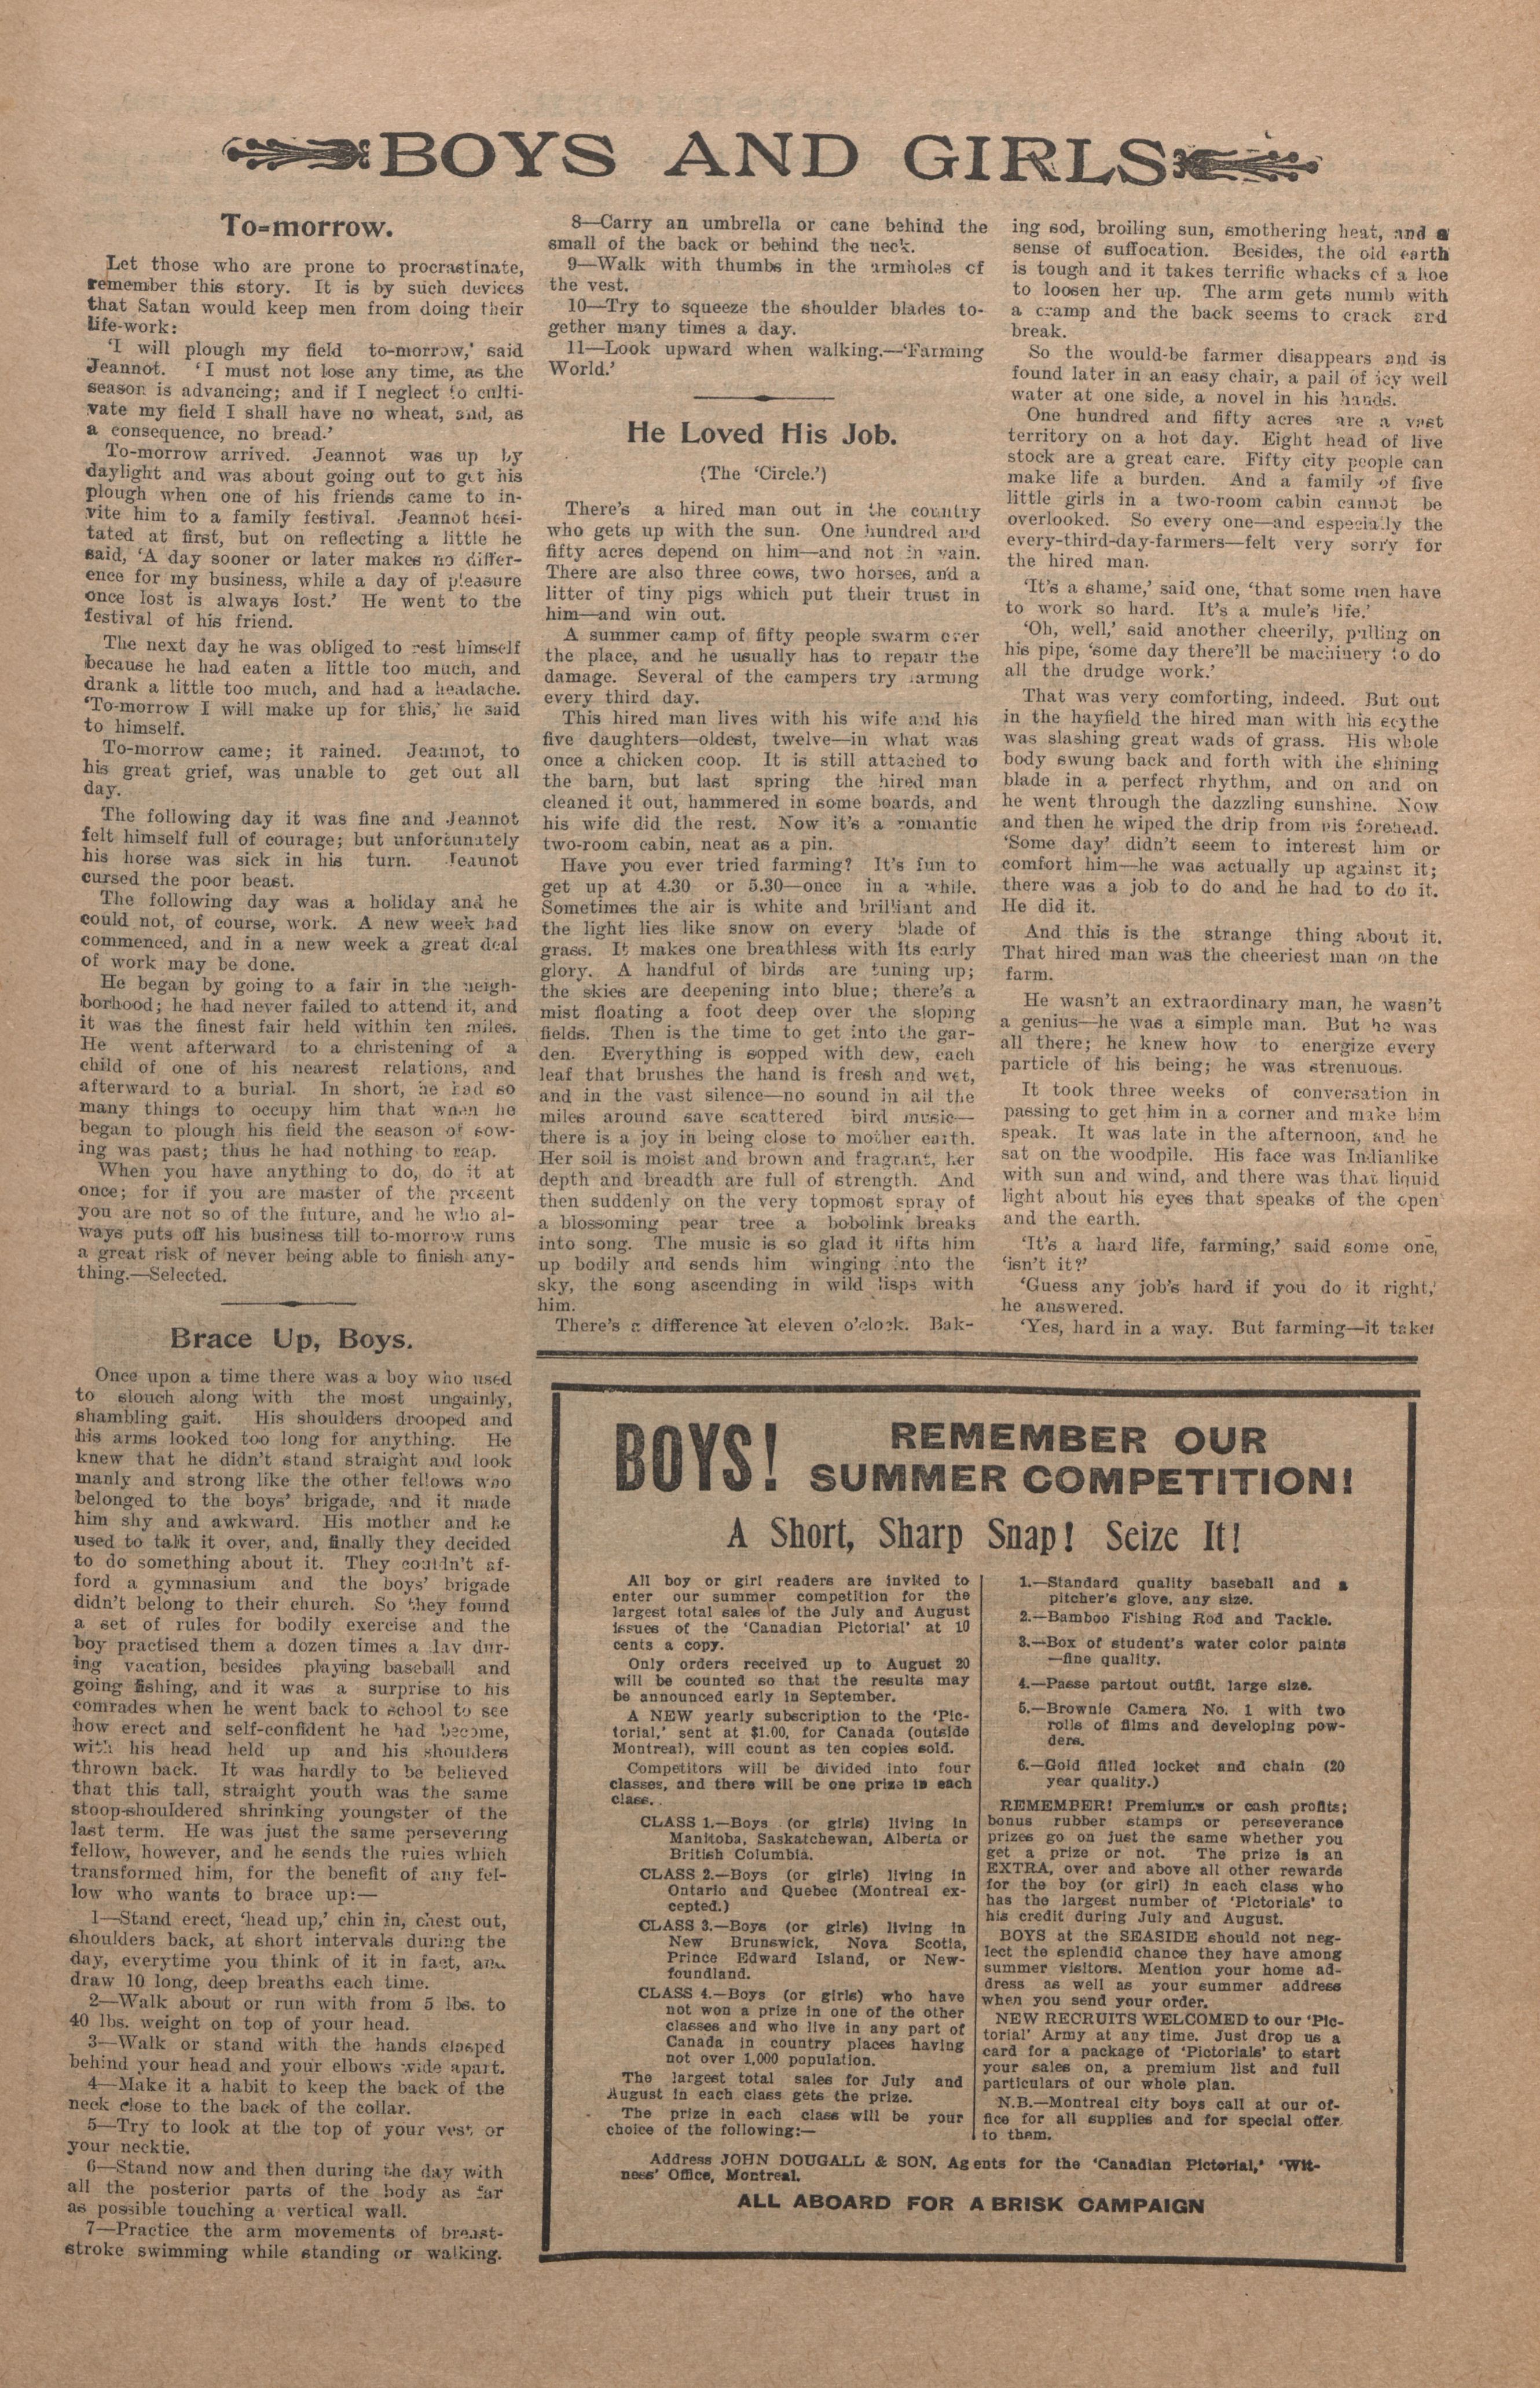 BOYS AND GIRLS
To-morrow.
Let those who are prone to procrastinate,
remember this story. It is by such devices
that Satan would keep men from doing their
life-work:
'I will plough my field to-morrow,' said
Jeannot. 'I must not lose any time, as the
season is advancing; and if I neglect to culti-
vate my field I shall have no wheat, and, as
a consequence, no bread.'
To-morrow arrived. Jeannot was up by
daylight and was about going out to get his
plough when one of his friends came to in-
vite him to a family festival. Jeannot hesi-
tated at first, but on reflecting a little he
said, 'A day sooner or later makes no differ-
ence for my business, while a day of pleasure
once lost is always lost.' He went to the
festival of his friend.
The next day he was obliged to rest himself
because he had eaten a little too much, and
drank a little too much, and had a headache.
'To-morrow I will make up for this,' he said
to himself.
To-morrow came; it rained. Jeannot, to
his great grief, was unable to get out all
day.
The following day it was fine and Jeannot
felt himself full of courage; but unfortunately
his horse was sick in his turn. Jeannot
cursed the poor beast.
The following day was a holiday and he
could not, of course, work. A new week had
commenced, and in a new week a great deal
of work may be done.
He began by going to a fair in the neigh-
borhood; he had never failed to attend it, and
it was the finest fair held within ten miles.
He went afterward to a christening of a
child of one of his nearest relations, and
afterward to a burial. In short, he had so
many things to occupy him that when he
began to plough his field the season of sow-
ing was past; thus he had nothing to reap.
When you have anything to do, do it at
once; for if you are master of the present
you are not so of the future, and he who al-
ways puts off his business till to-morrow runs
a great risk of never being able to finish any-
thing.—Selected.
Brace Up, Boys.
Once upon a time there was a boy who used
to slouch along with the most ungainly,
shambling gait. His shoulders drooped and
his arms looked too long for anything. He
knew that he didn't stand straight and look
manly and strong like the other fellows who
belonged to the boys' brigade, and it made
him shy and awkward. His mother and he
used to talk it over, and, finally they decided
to do something about it. They couldn't af-
ford a gymnasium and the boys' brigade
didn't belong to their church. So they found
a set of rules for bodily exercise and the
boy practised them a dozen times a day dur-
ing vacation, besides playing baseball and
going fishing, and it was a surprise to his
comrades when he went back to school to see
how erect and self-confident he had become,
with his head held up and his shoulders
thrown back. It was hardly to be believed
that this tall, straight youth was the same
stoop-shouldered shrinking youngster of the
last term. He was just the same persevering
fellow, however, and he sends the rules which
transformed him, for the benefit of any fel-
low who wants to brace up:—
1—Stand erect, 'head up,' chin in, chest out,
shoulders back, at short intervals during the
day, everytime you think of it in fact, and
draw 10 long, deep breaths each time.
2—Walk about or run with from 5 lbs. to
40 lbs. weight on top of your head.
3—Walk or stand with the hands clasped
behind your head and your elbows wide apart.
4—Make it a habit to keep the back of the
neck close to the back of the collar.
5—Try to look at the top of your vest or
your necktie.
6—Stand now and then during the day with
all the posterior parts of the body as far
as possible touching a vertical wall.
7—Practice the arm movements of breast-
stroke swimming while standing or walking.
8—Carry an umbrella or cane behind the
small of the back or behind the neck.
9—Walk with thumbs in the armholes of
the vest.
10—Try to squeeze the shoulder blades to-
gether many times a day.
11—Look upward when walking.—'Farming
World.'
He Loved His Job.
(The 'Circle.')
There's a hired man out in the country
who gets up with the sun. One hundred and
fifty acres depend on him—and not in vain.
There are also three cows, two horses, and a
litter of tiny pigs which put their trust in
him—and win out.
A summer camp of fifty people swarm over
the place, and he usually has to repair the
damage. Several of the campers try farming
every third day.
This hired man lives with his wife and his
five daughters—oldest, twelve—in what was
once a chicken coop. It is still attached to
the barn, but last spring the hired man
cleaned it out, hammered in some boards, and
his wife did the rest. Now it's a romantic
two-room cabin, neat as a pin.
Have you ever tried farming? It's fun to
get up at 4.30 or 5.30—once in a while.
Sometimes the air is white and brilliant and
the light lies like snow on every blade of
grass. It makes one breathless with its early
glory. A handful of birds are tuning up;
the skies are deepening into blue; there's a
mist floating a foot deep over the sloping
fields. Then is the time to get into the gar-
den. Everything is sopped with dew, each
leaf that brushes the hand is fresh and wet,
and in the vast silence—no sound in all the
miles around save scattered bird music—
there is a joy in being close to mother earth.
Her soil is moist and brown and fragrant, her
depth and breadth are full of strength. And
then suddenly on the very topmost spray of
a blossoming pear tree a bobolink breaks
into song. The music is so glad it lifts him
up bodily and sends him winging into the
sky, the song ascending in wild lisps with
him.
There's a difference at eleven o'clock. Bak-
ing sod, broiling sun, smothering heat, and a
sense of suffocation. Besides, the old earth
is tough and it takes terrific whacks of a hoe
to loosen her up. The arm gets numb with
a cramp and the back seems to crack and
break.
So the would-be farmer disappears and is
found later in an easy chair, a pail of icy well
water at one side, a novel in his hands.
One hundred and fifty acres are a vast
territory on a hot day. Eight head of live
stock are a great care. Fifty city people can
make life a burden. And a family of five
little girls in a two-room cabin cannot be
overlooked. So every one—and especially the
every-third-day-farmers—felt very sorry for
the hired man.
'It's a shame,' said one, 'that some men have
to work so hard. It's a mule's life.'
'Oh, well,' said another cheerily, pulling on
his pipe, 'some day there'll be machinery to do
all the drudge work.'
That was very comforting, indeed. But out
in the hayfield the hired man with his scythe
was slashing great wads of grass. His whole
body swung back and forth with the shining
blade in a perfect rhythm, and on and on
he went through the dazzling sunshine. Now
and then he wiped the drip from his forehead.
'Some day' didn't seem to interest him or
comfort him—he was actually up against it;
there was a job to do and he had to do it.
He did it.
And this is the strange thing about it.
That hired man was the cheeriest man on the
farm.
He wasn't an extraordinary man, he wasn't
a genius—he was a simple man. But he was
all there; he knew how to energize every
particle of his being; he was strenuous.
It took three weeks of conversation in
passing to get him in a corner and make him
speak. It was late in the afternoon, and he
sat on the woodpile. His face was Indianlike
with sun and wind, and there was that liquid
light about his eyes that speaks of the open
and the earth.
'It's a hard life, farming,' said some one,
'isn't it?'
'Guess any job's hard if you do it right,'
he answered.
'Yes, hard in a way. But farming—it takes
BOYS! REMEMBER OUR
SUMMER COMPETITION!
A Short, Sharp Snap! Seize It!
All boy or girl readers are invited to
enter our summer competition for the
largest total sales of the July and August
issues of the 'Canadian Pictorial' at 10
cents a copy.
Only orders received up to August 20
will be counted so that the results may
be announced early in September.
A NEW yearly subscription to the 'Pic-
torial,' sent at $1.00, for Canada (outside
Montreal), will count as ten copies sold.
Competitors will be divided into four
classes, and there will be one prize in each
class.
CLASS 1.—Boys (or girls) living in
Manitoba, Saskatchewan, Alberta or
British Columbia.
CLASS 2.—Boys (or girls) living in
Ontario and Quebec (Montreal ex-
cepted.)
CLASS 3.—Boys (or girls) living in
New Brunswick, Nova Scotia,
Prince Edward Island, or New-
foundland.
CLASS 4.—Boys (or girls) who have
not won a prize in one of the other
classes and who live in any part of
Canada in country places having
not over 1,000 population.
The largest total sales for July and
August in each class gets the prize.
The prize in each class will be your
choice of the following:—
1.—Standard quality baseball and a
pitcher's glove, any size.
2.—Bamboo Fishing Rod and Tackle.
3.—Box of student's water color paints
—fine quality.
4.—Passe partout outfit, large size.
5.—Brownie Camera No. 1 with two
rolls of films and developing pow-
ders.
6.—Gold filled locket and chain (20
year quality.)
REMEMBER! Premiums or cash profits;
bonus rubber stamps or perseverance
prizes go on just the same whether you
get a prize or not. The prize is an
EXTRA, over and above all other rewards
for the boy (or girl) in each class who
has the largest number of 'Pictorials' to
his credit during July and August.
BOYS at the SEASIDE should not neg-
lect the splendid chance they have among
summer visitors. Mention your home ad-
dress as well as your summer address
when you send your order.
NEW RECRUITS WELCOMED to our 'Pic-
torial' Army at any time. Just drop us a
card for a package of 'Pictorials' to start
your sales on, a premium list and full
particulars of our whole plan.
N.B.—Montreal city boys call at our of-
fice for all supplies and for special offer
to them.
Address JOHN DOUGALL & SON, Agents for the 'Canadian Pictorial,' 'Wit-
ness' Office, Montreal.
ALL ABOARD FOR A BRISK CAMPAIGN